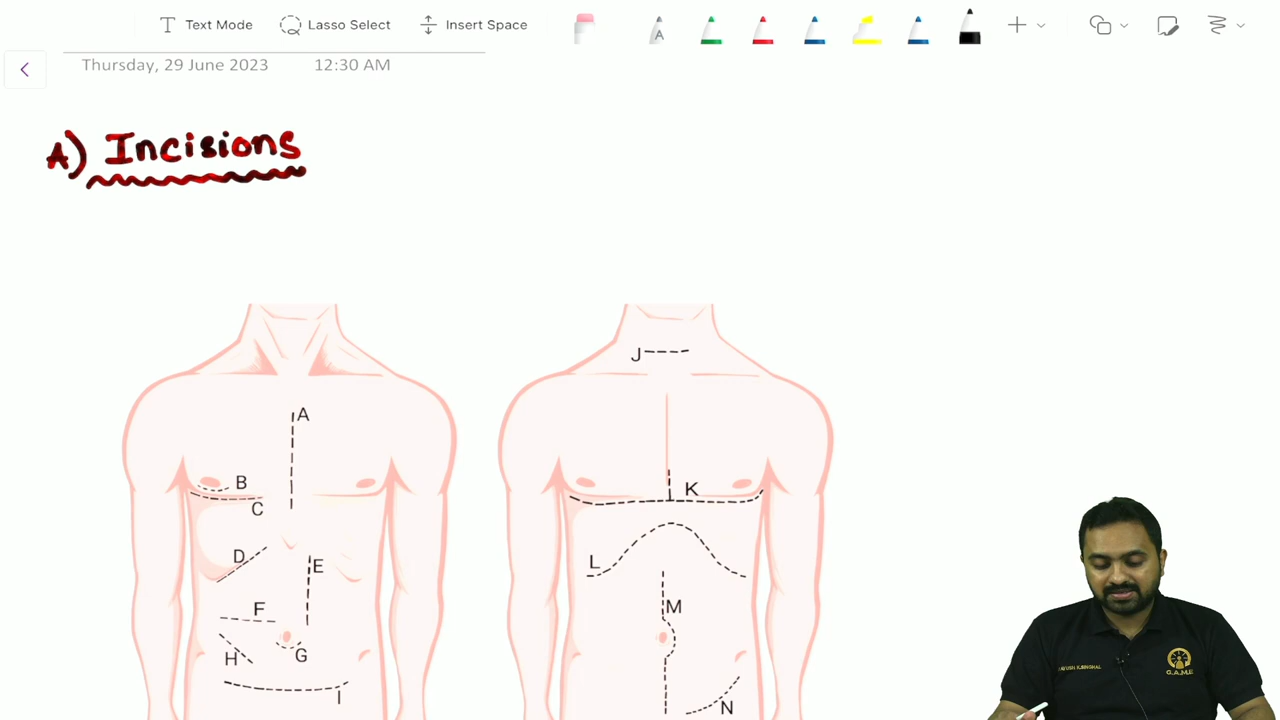 Text Mode Lasso Select Insert Space
A
Thursday, 29 June 2023 12:30 AM
A) Incisions
A
B
C
D
E
F
G
H
I
J
K
L
M
N
G.A.M.E